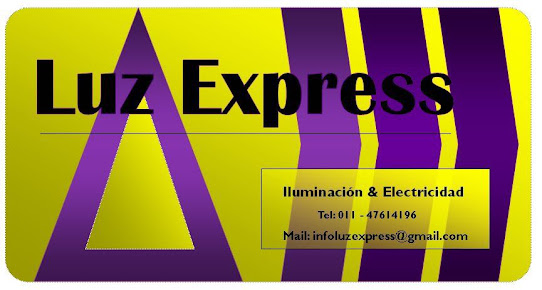 Luz Express
Iluminación & Electricidad
Tel: 011 - 47614196
Mail: infoluzexpress@gmail.com